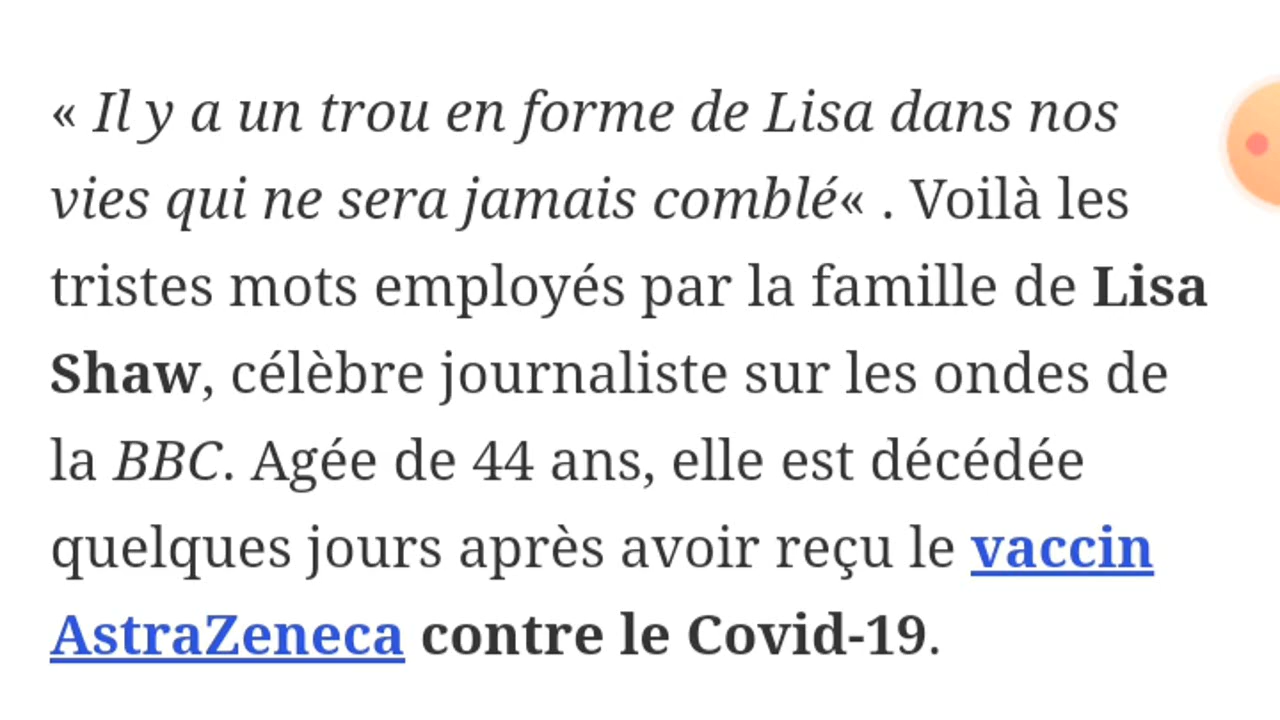 « Il y a un trou en forme de Lisa dans nos
vies qui ne sera jamais comblé« . Voilà les
tristes mots employés par la famille de Lisa
Shaw, célèbre journaliste sur les ondes de
la BBC. Agée de 44 ans, elle est décédée
quelques jours après avoir reçu le vaccin
AstraZeneca contre le Covid-19.